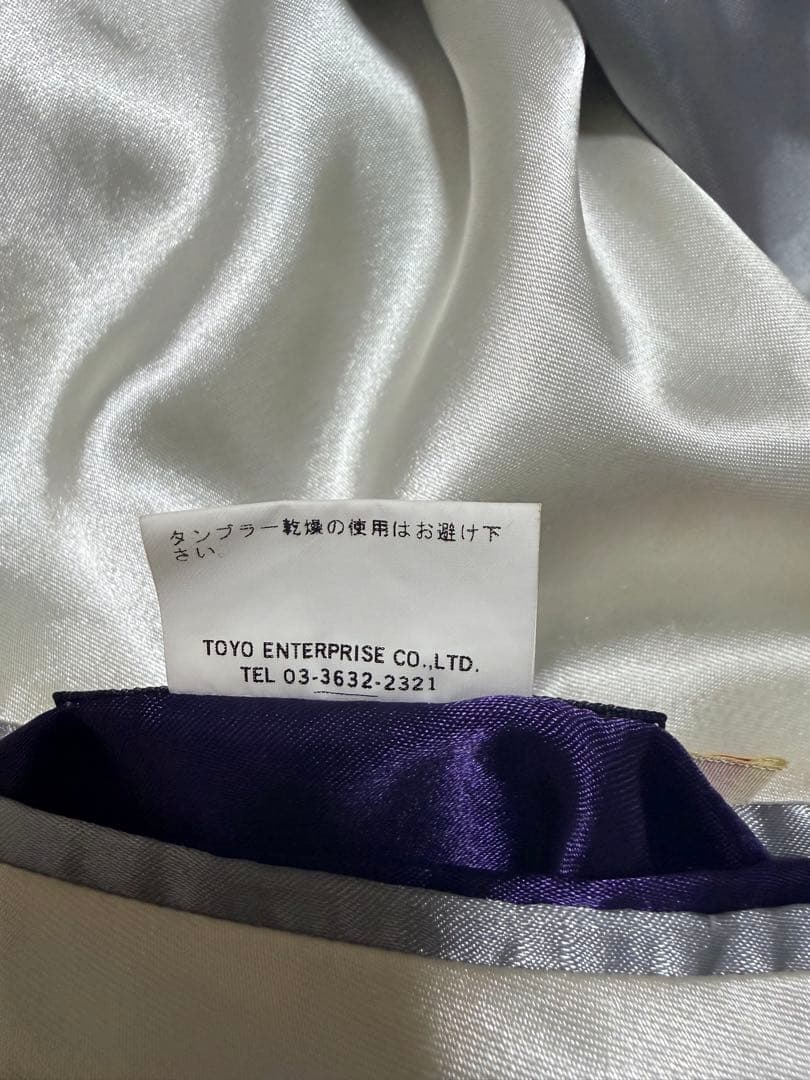 タンブラー乾燥の使用はお避け下
さい。
TOYO ENTERPRISE CO.,LTD.
TEL 03-3632-2321